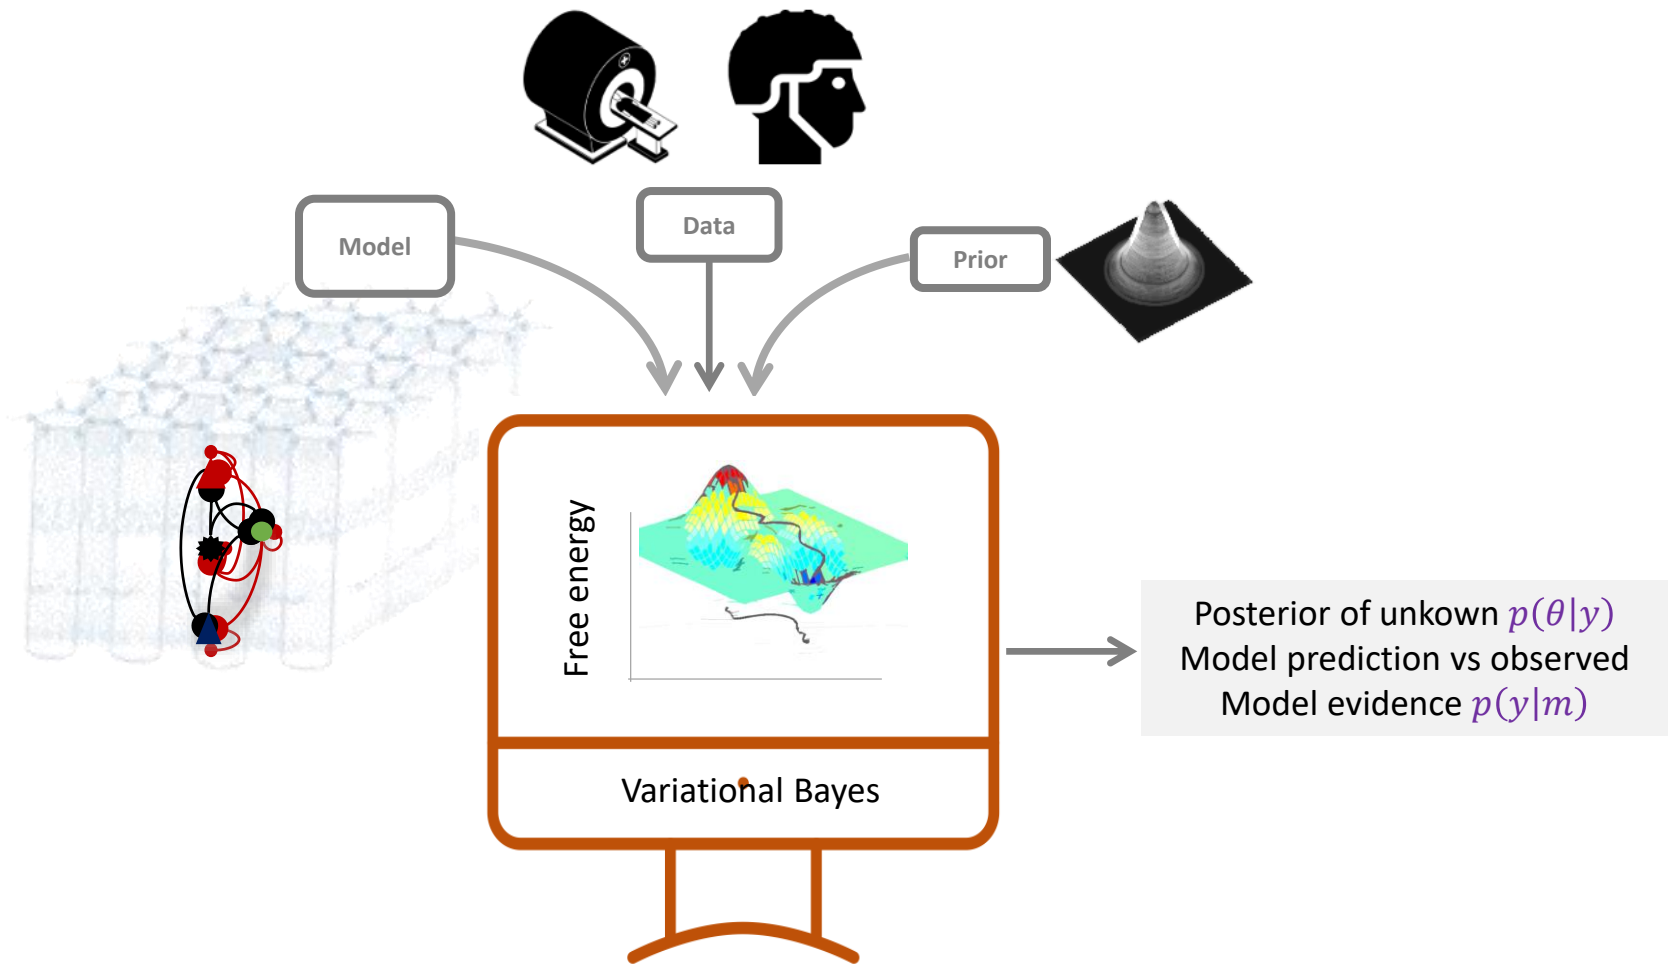 Model
Data
Prior
Free energy
Variational Bayes
Posterior of unkown p(θ|y)
Model prediction vs observed
Model evidence p(y|m)